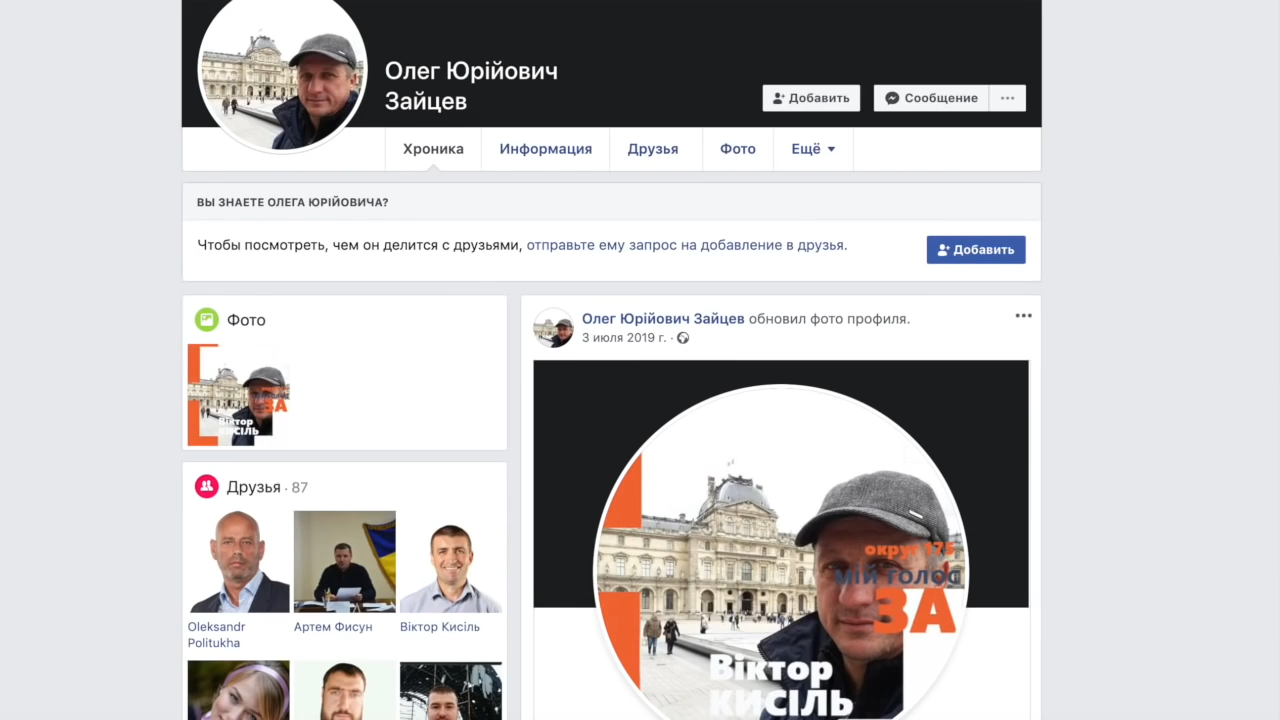 Олег Юрійович
Зайцев
Добавить
Сообщение
Хроника
Информация
Друзья
Фото
Ещё
ВЫ ЗНАЕТЕ ОЛЕГА ЮРІЙОВИЧА?
Чтобы посмотреть, чем он делится с друзьями, отправьте ему запрос на добавление в друзья.
Добавить
Фото
ЗА
Віктор
КИСІЛЬ
Друзья · 87
Oleksandr
Politukha
Артем Фисун
Віктор Кисіль
Олег Юрійович Зайцев обновил фото профиля.
3 июля 2019 г. ·
округ 175
МІЙ ГОЛОС
ЗА
Віктор
КИСІЛЬ